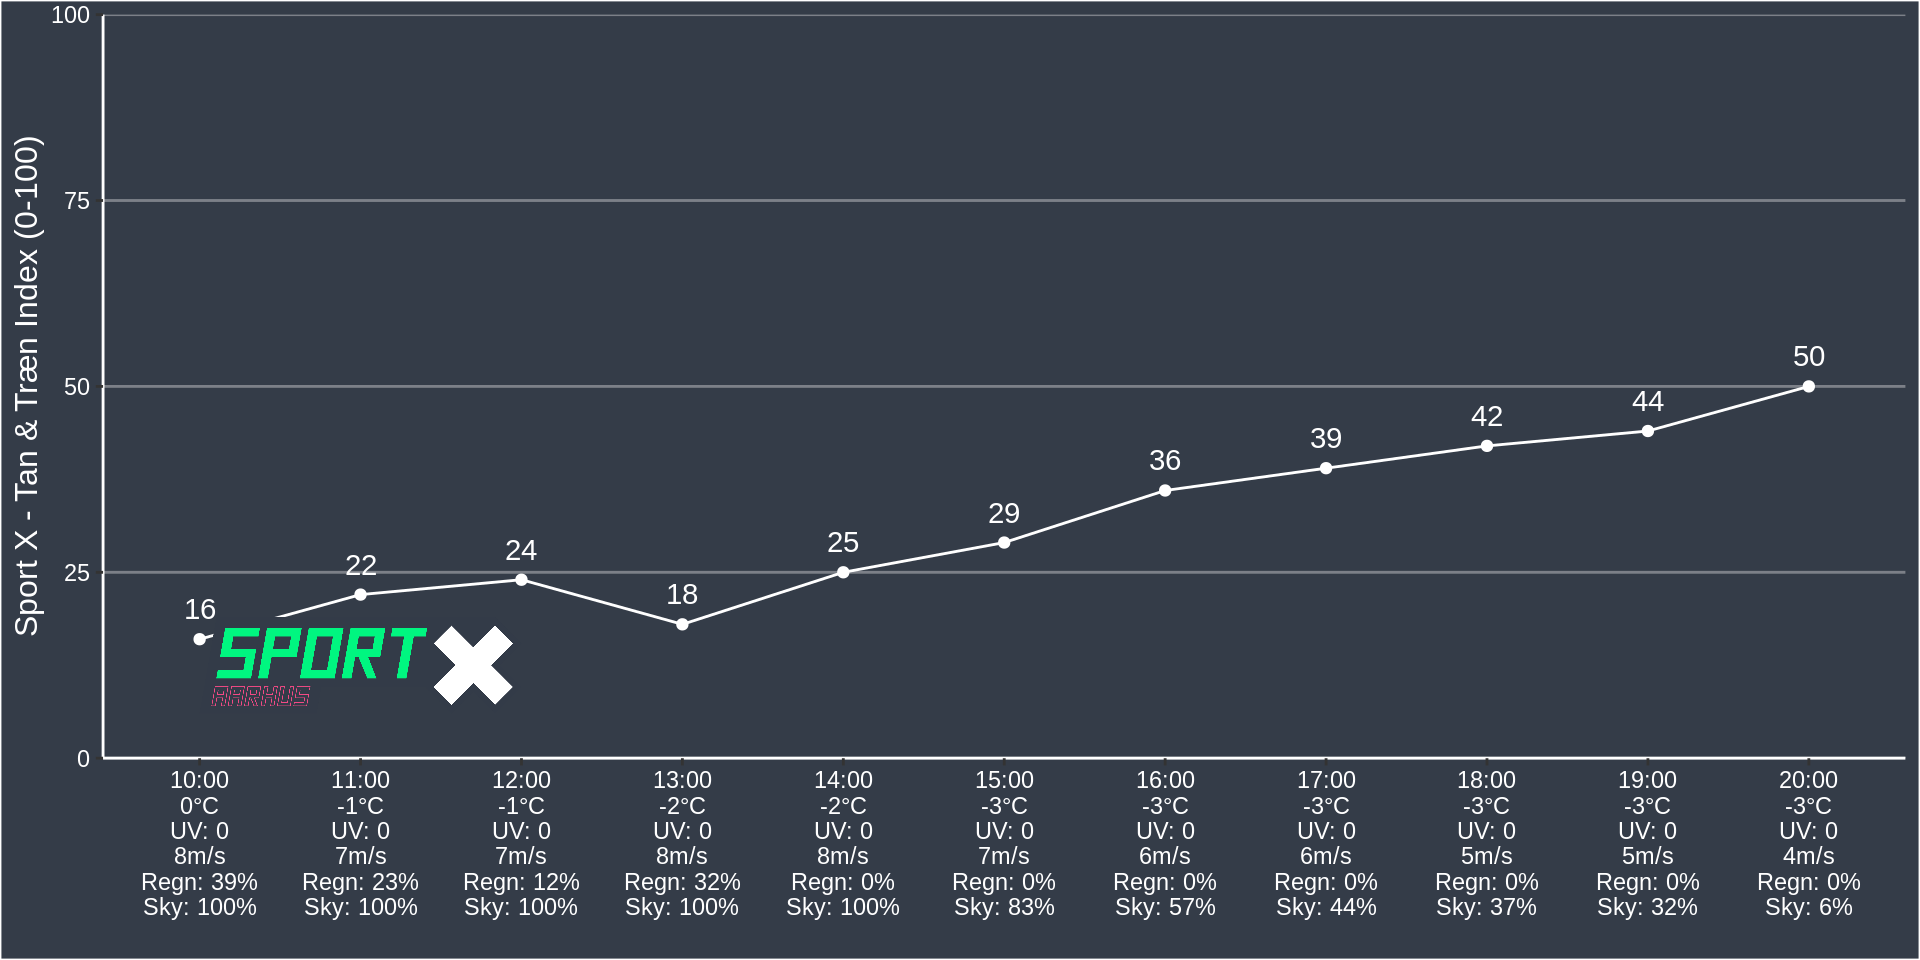 Sport X - Tan & Træn Index (0-100)
100
75
50
25
0
16
22
24
18
25
29
36
39
42
44
50
SPORT X
AARHUS
10:00 11:00 12:00 13:00 14:00 15:00 16:00 17:00 18:00 19:00 20:00
0°C -1°C -1°C -2°C -2°C -3°C -3°C -3°C -3°C -3°C -3°C
UV: 0 UV: 0 UV: 0 UV: 0 UV: 0 UV: 0 UV: 0 UV: 0 UV: 0 UV: 0 UV: 0
8m/s 7m/s 7m/s 8m/s 8m/s 7m/s 6m/s 6m/s 5m/s 5m/s 4m/s
Regn: 39% Regn: 23% Regn: 12% Regn: 32% Regn: 0% Regn: 0% Regn: 0% Regn: 0% Regn: 0% Regn: 0% Regn: 0%
Sky: 100% Sky: 100% Sky: 100% Sky: 100% Sky: 100% Sky: 83% Sky: 57% Sky: 44% Sky: 37% Sky: 32% Sky: 6%